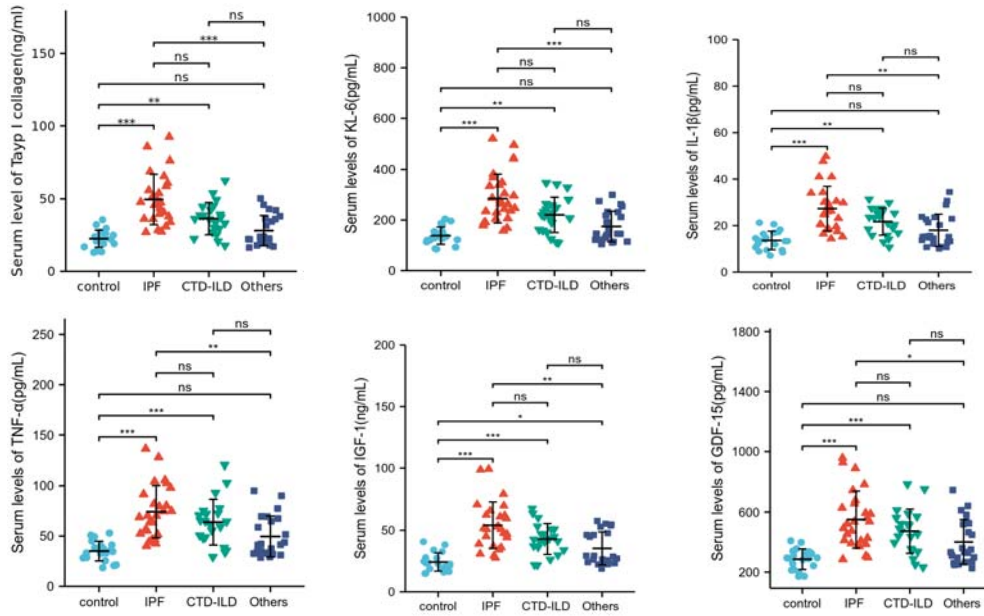 Serum level of Tayp I collagen(ng/ml)
150
100
50
0
ns
***
ns
ns
**
***
control IPF CTD-ILD Others
Serum levels of KL-6(pg/mL)
1000
800
600
400
200
0
ns
***
ns
ns
**
***
control IPF CTD-ILD Others
Serum levels of IL-1β(pg/mL)
100
80
60
40
20
0
ns
**
ns
ns
**
***
control IPF CTD-ILD Others
Serum levels of TNF-α(pg/mL)
250
200
150
100
50
0
ns
**
ns
ns
***
***
control IPF CTD-ILD Others
Serum levels of IGF-1(ng/mL)
200
150
100
50
0
ns
**
ns
*
***
***
control IPF CTD-ILD Others
Serum levels of GDF-15(pg/mL)
1800
1400
1000
600
200
ns
*
ns
ns
***
***
control IPF CTD-ILD Others